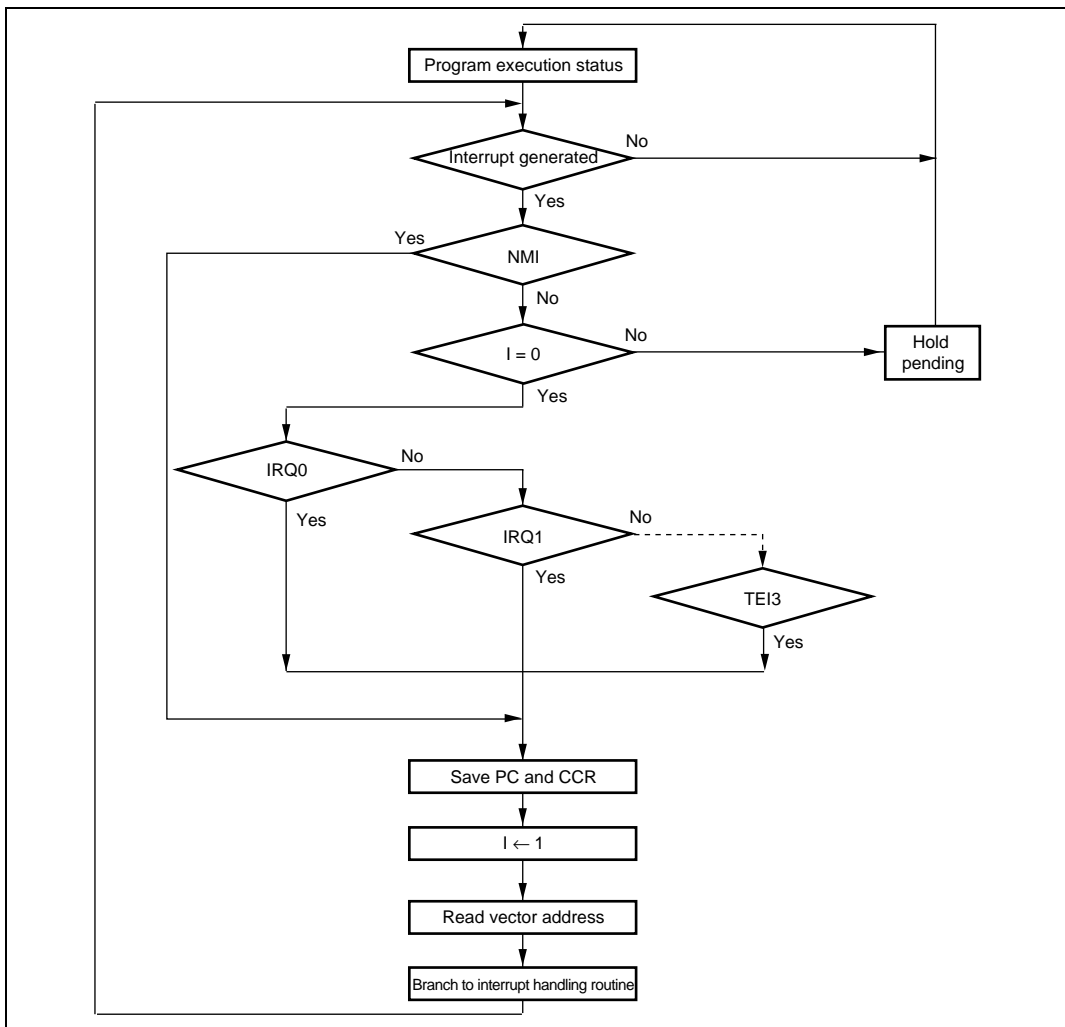 Program execution status
Interrupt generated
No
Yes
Yes
NMI
No
I = 0
No
Hold
pending
Yes
IRQ0
No
Yes
IRQ1
No
Yes
TEI3
Yes
Save PC and CCR
I ← 1
Read vector address
Branch to interrupt handling routine